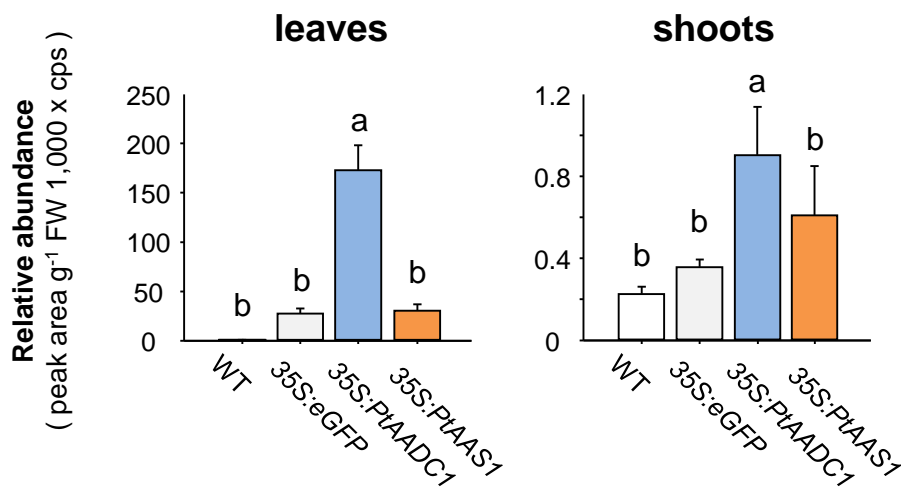 leaves
shoots
Relative abundance
( peak area g⁻¹ FW 1,000 x cps )
250
200
150
100
50
0
b
b
a
b
WT
35S:eGFP
35S:PtAADC1
35S:PtAAS1
1.2
0.8
0.4
0
b
b
a
b
WT
35S:eGFP
35S:PtAADC1
35S:PtAAS1